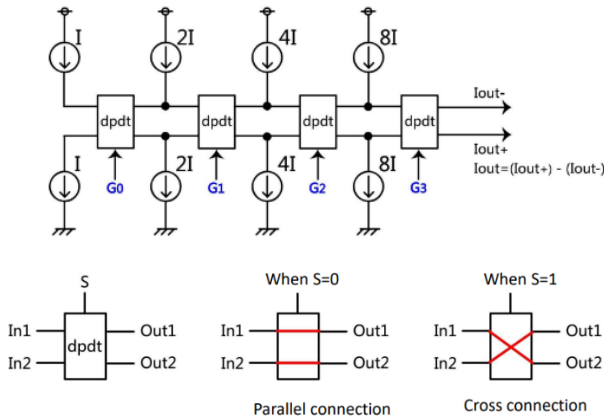 I 2I 4I 8I
Iout-
dpdt dpdt dpdt dpdt
Iout+
Iout=(Iout+) - (Iout-)
I G0 2I G1 4I G2 8I G3
S When S=0 When S=1
In1 Out1 In1 Out1 In1 Out1
dpdt
In2 Out2 In2 Out2 In2 Out2
Parallel connection Cross connection